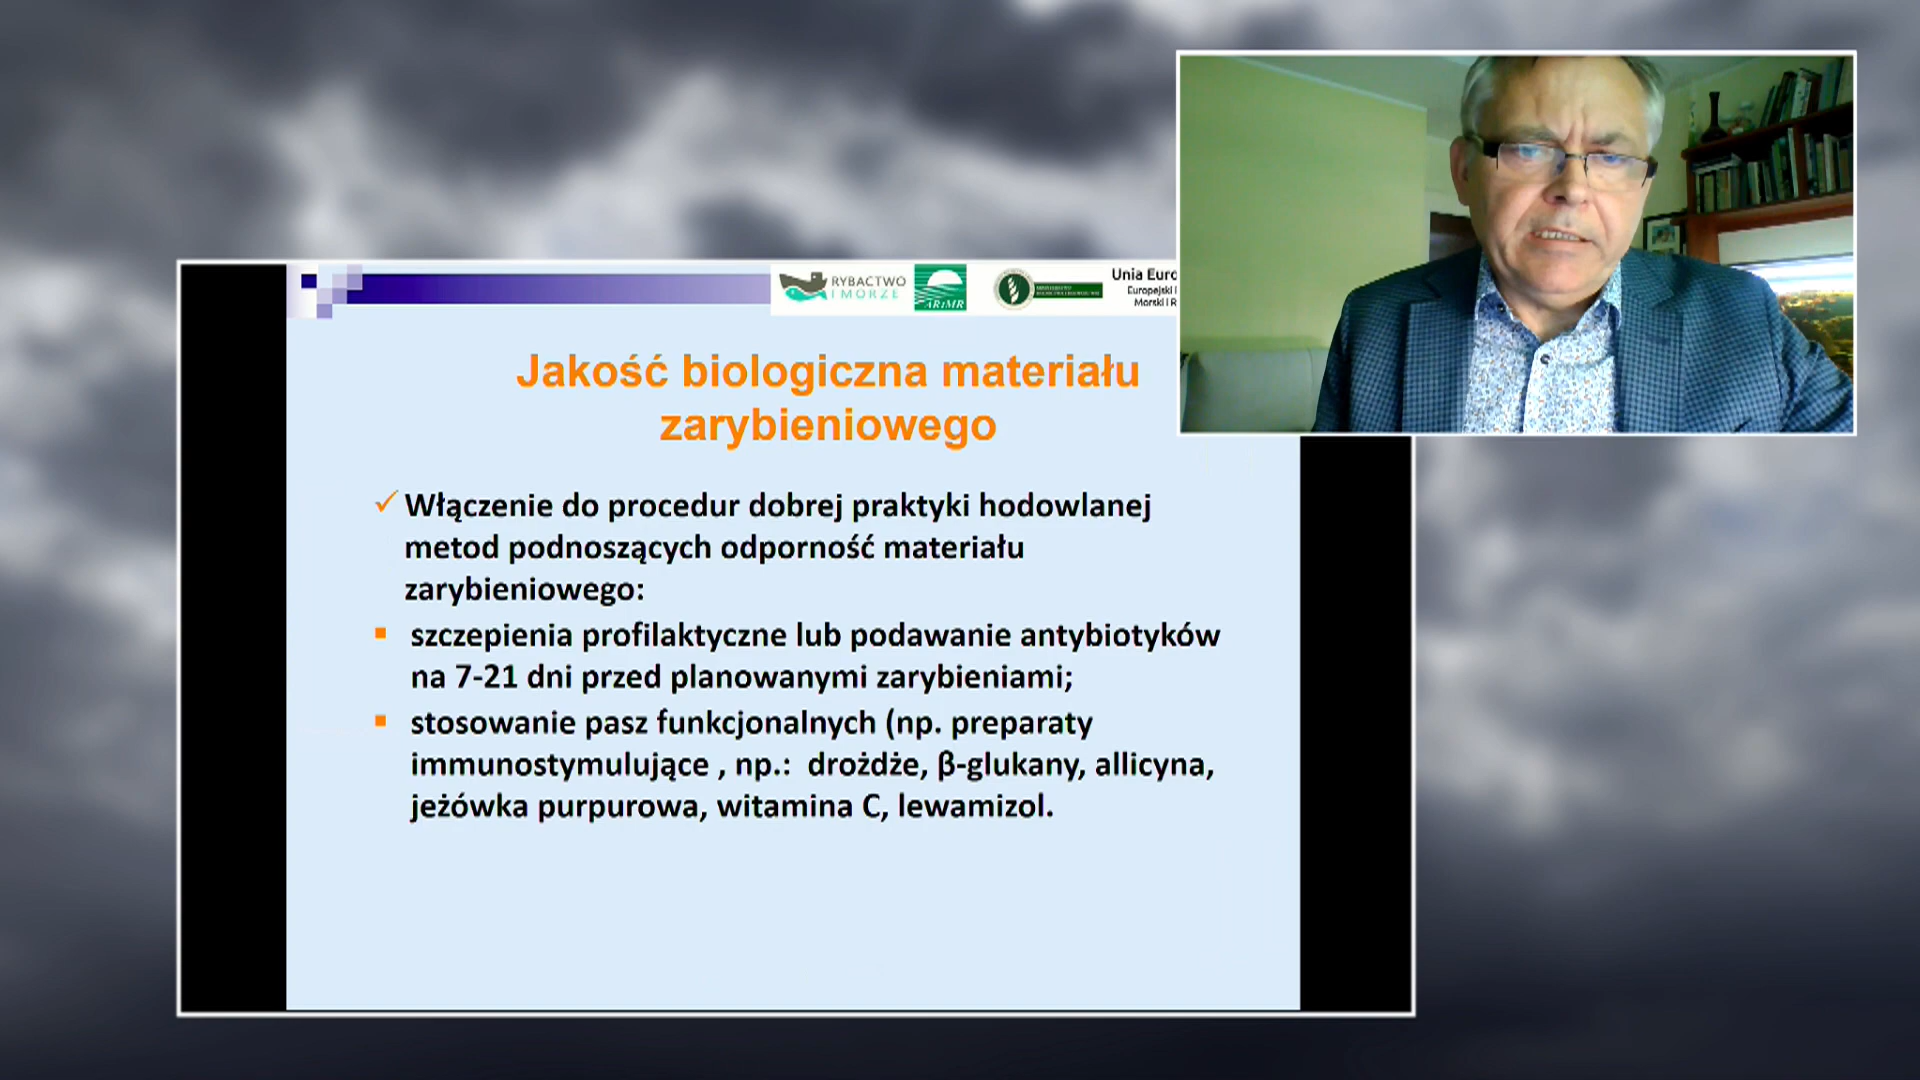 RYBACTWO
I MORZE
ARiMR
Unia Euro
Europejski
Morski i R
Jakość biologiczna materiału
zarybieniowego
Włączenie do procedur dobrej praktyki hodowlanej
metod podnoszących odporność materiału
zarybieniowego:
szczepienia profilaktyczne lub podawanie antybiotyków
na 7-21 dni przed planowanymi zarybieniami;
stosowanie pasz funkcjonalnych (np. preparaty
immunostymulujące , np.: drożdże, β-glukany, allicyna,
jeżówka purpurowa, witamina C, lewamizol.